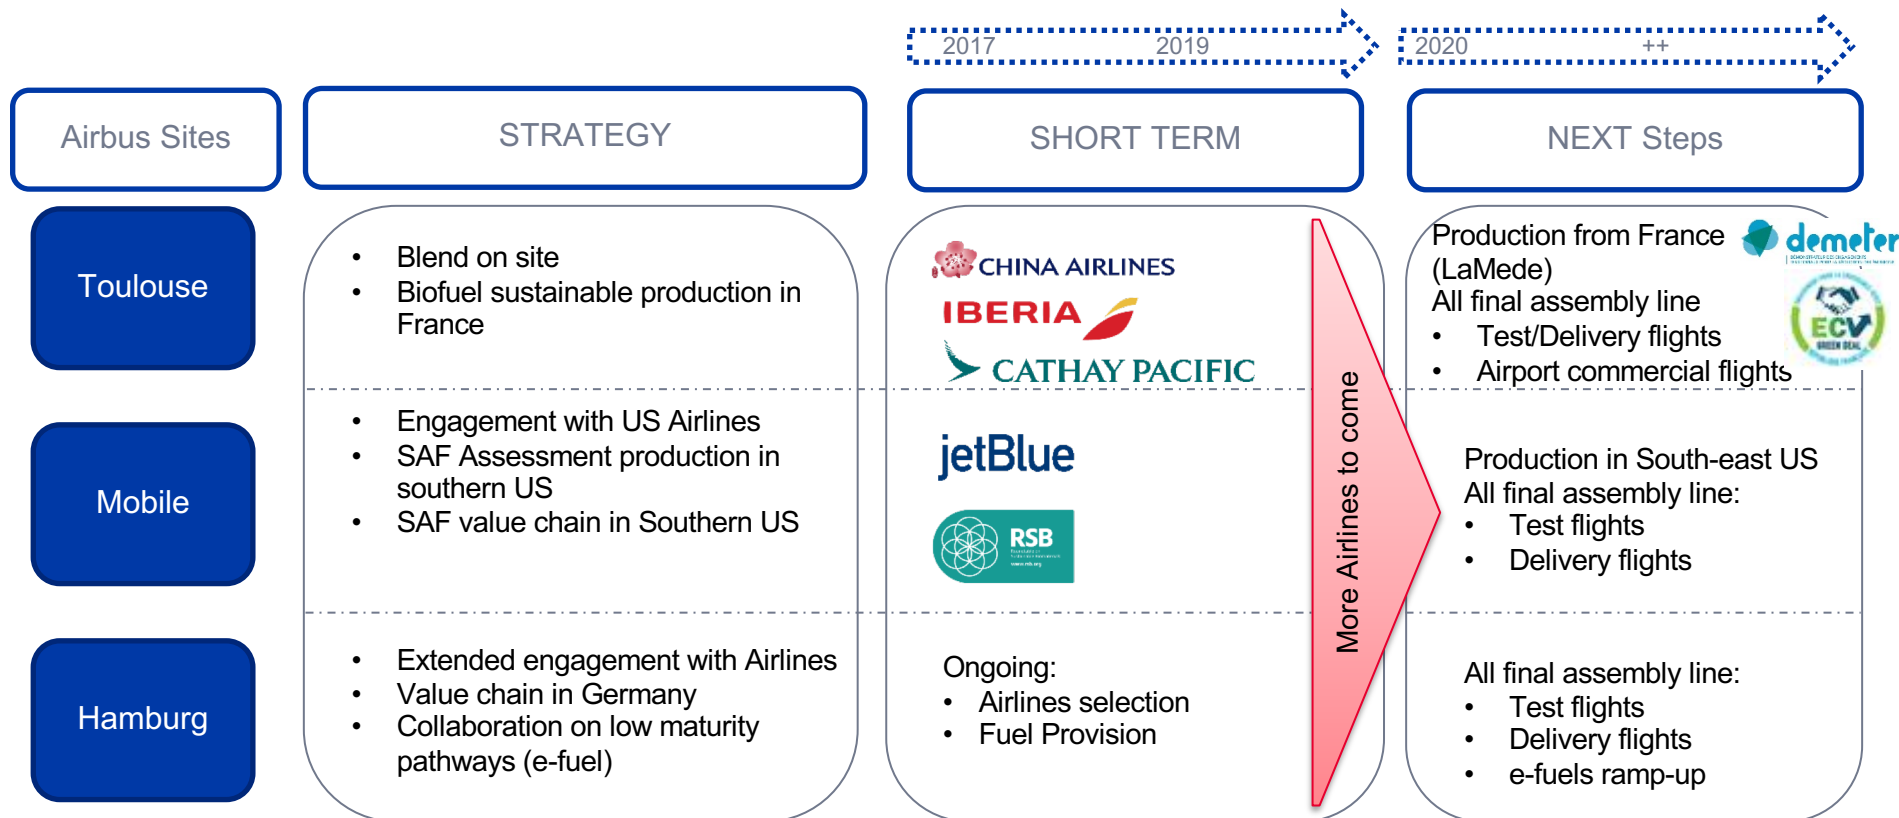 2017 2019 2020 ++
Airbus Sites
STRATEGY
SHORT TERM
NEXT Steps
Toulouse
• Blend on site
• Biofuel sustainable production in
France
CHINA AIRLINES
IBERIA
CATHAY PACIFIC
Production from France
(LaMede)
All final assembly line
• Test/Delivery flights
• Airport commercial flights
demeter
ECV
GREEN DEAL
Mobile
• Engagement with US Airlines
• SAF Assessment production in
southern US
• SAF value chain in Southern US
jetBlue
RSB
www.rsb.org
More Airlines to come
Production in South-east US
All final assembly line:
• Test flights
• Delivery flights
Hamburg
• Extended engagement with Airlines
• Value chain in Germany
• Collaboration on low maturity
pathways (e-fuel)
Ongoing:
• Airlines selection
• Fuel Provision
All final assembly line:
• Test flights
• Delivery flights
• e-fuels ramp-up